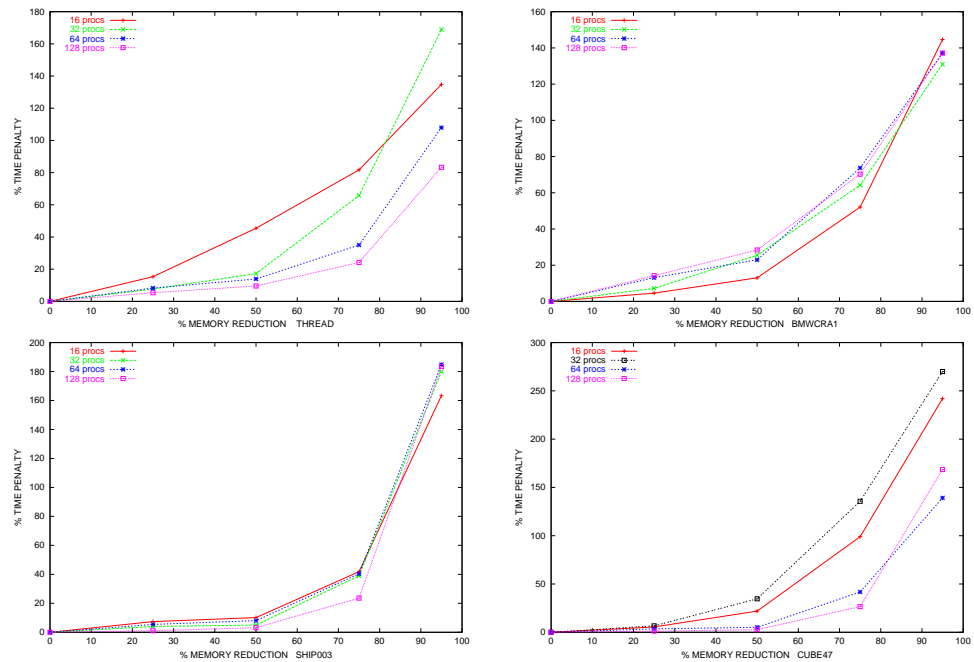 180
160
140
120
100
80
60
40
20
0
% TIME PENALTY
16 procs
32 procs
64 procs
128 procs
0 10 20 30 40 50 60 70 80 90 100
% MEMORY REDUCTION THREAD
160
140
120
100
80
60
40
20
0
% TIME PENALTY
16 procs
32 procs
64 procs
128 procs
0 10 20 30 40 50 60 70 80 90 100
% MEMORY REDUCTION BMWCRA1
200
180
160
140
120
100
80
60
40
20
0
% TIME PENALTY
16 procs
32 procs
64 procs
128 procs
0 10 20 30 40 50 60 70 80 90 100
% MEMORY REDUCTION SHIP003
300
250
200
150
100
50
0
% TIME PENALTY
16 procs
32 procs
64 procs
128 procs
0 10 20 30 40 50 60 70 80 90 100
% MEMORY REDUCTION CUBE47